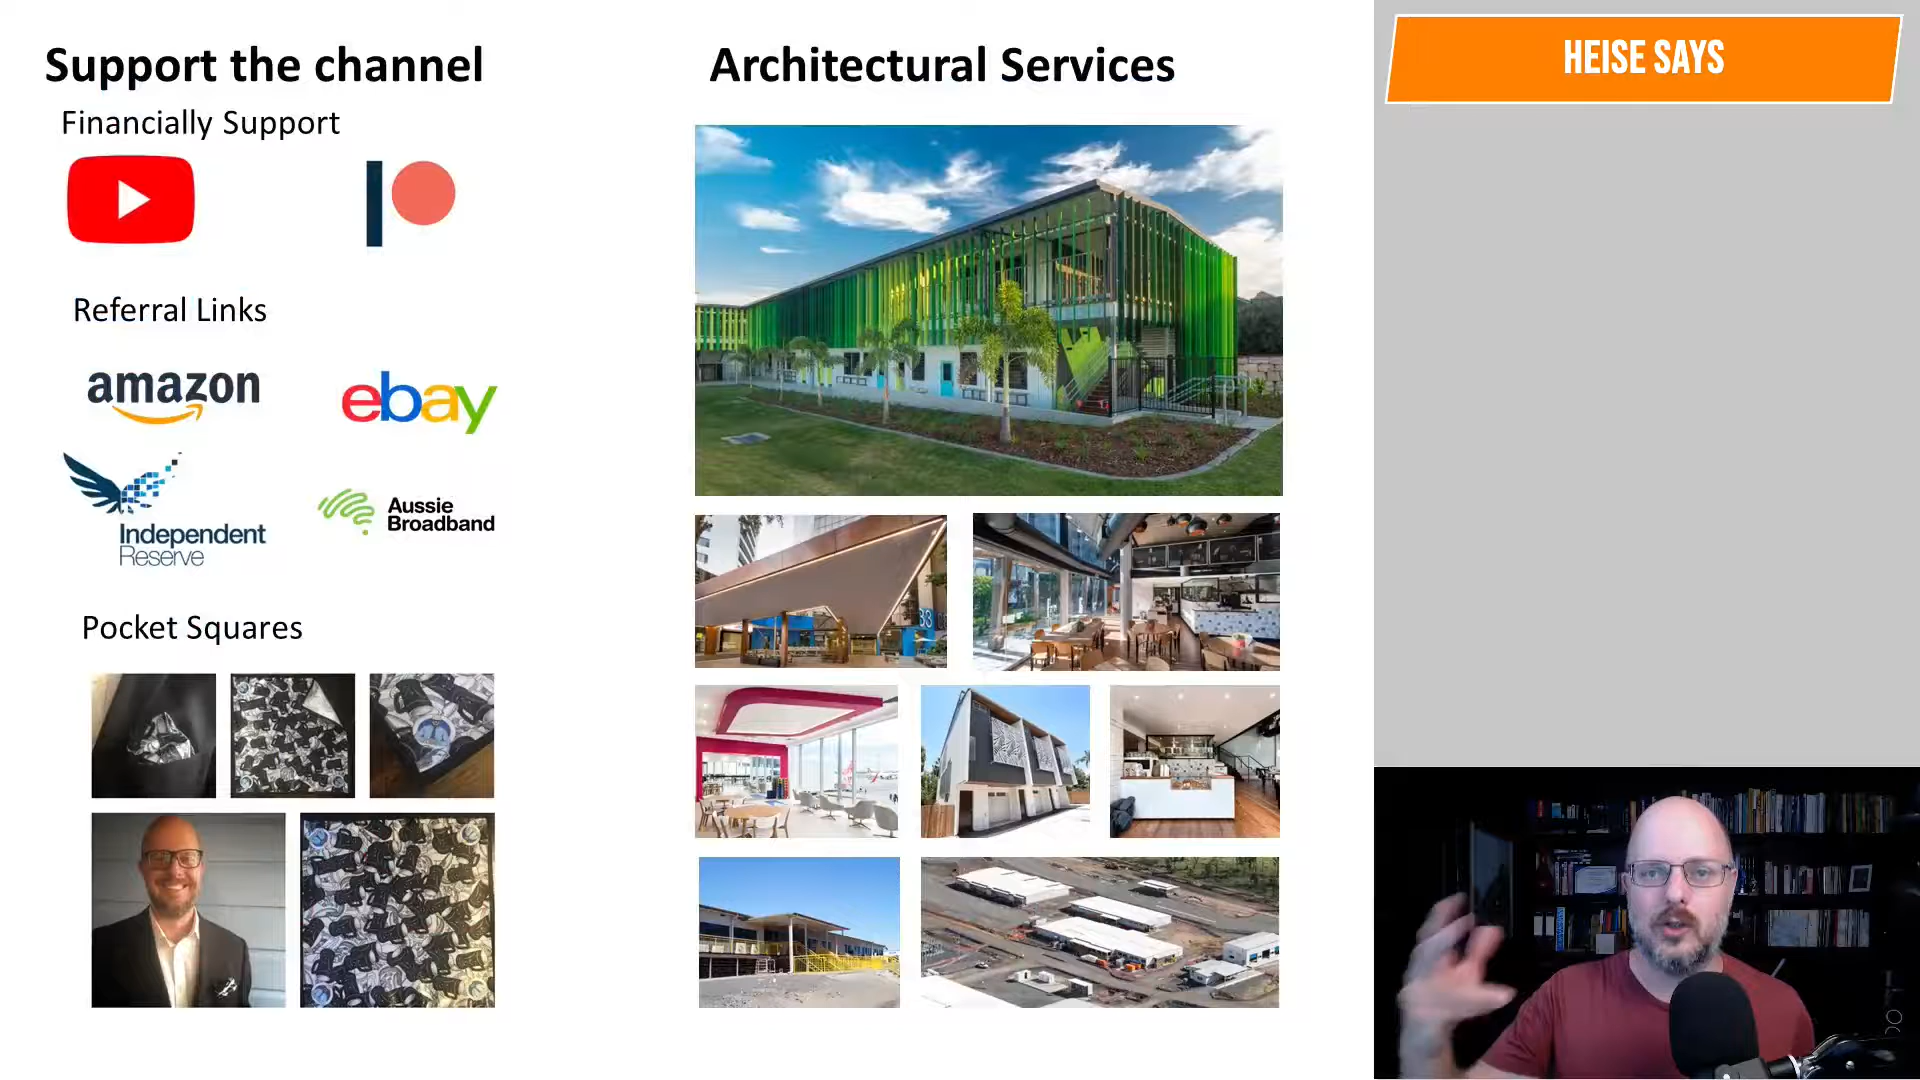 Support the channel
Financially Support
Referral Links
amazon
ebay
Independent
Reserve
Aussie
Broadband
Pocket Squares
Architectural Services
33
HEISE SAYS